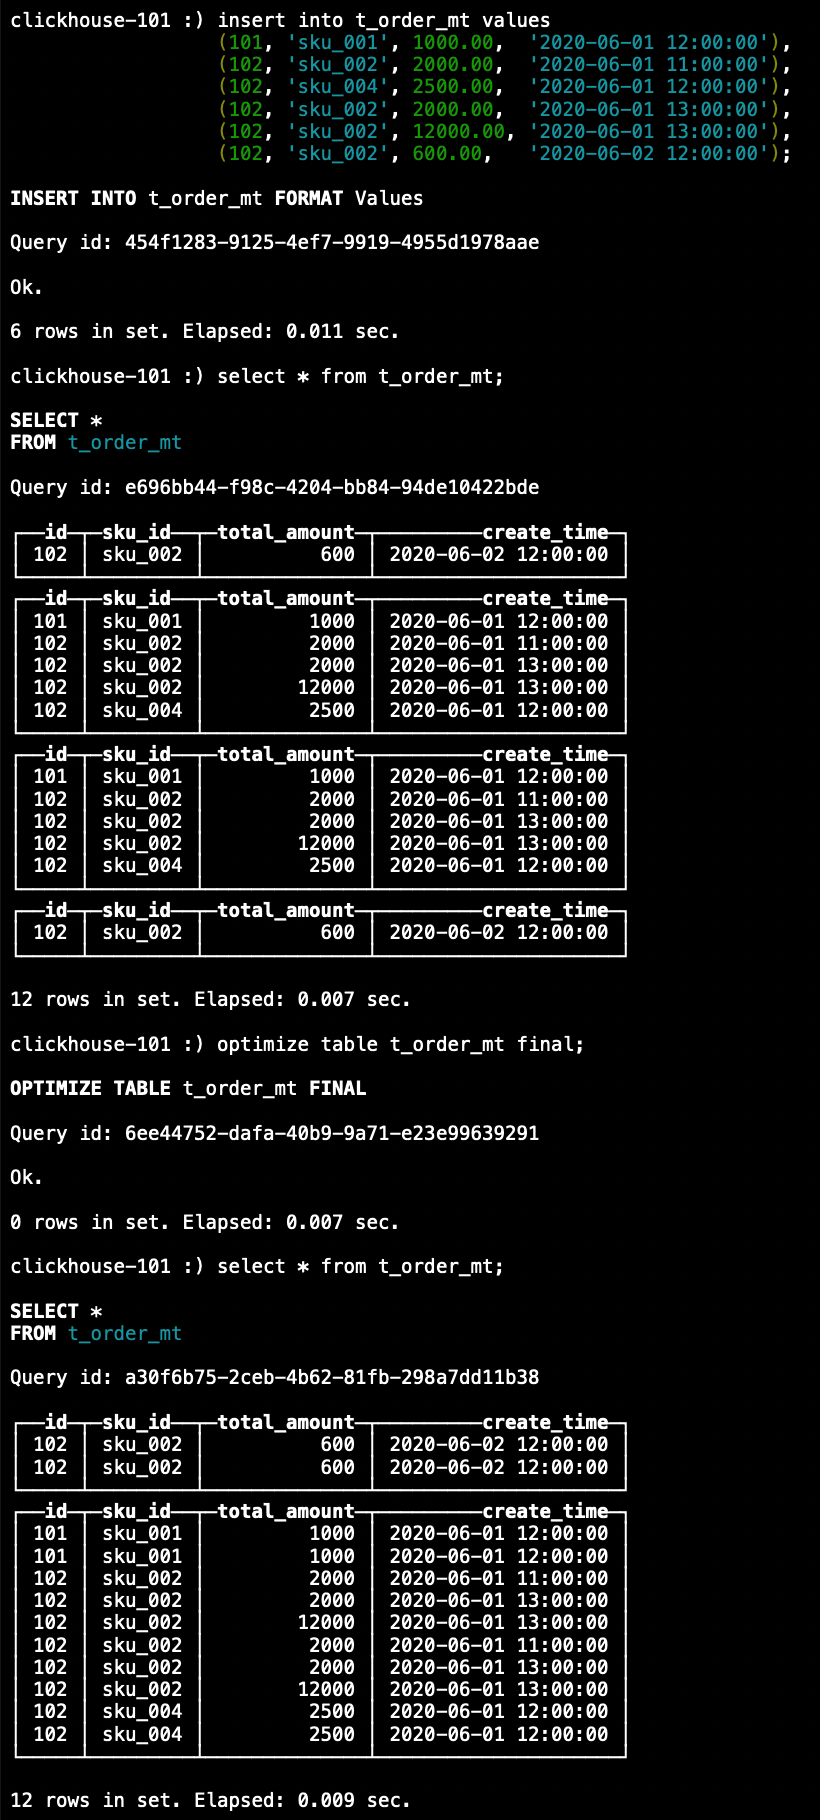 clickhouse-101 :) insert into t_order_mt values
(101, 'sku_001', 1000.00,  '2020-06-01 12:00:00'),
(102, 'sku_002', 2000.00,  '2020-06-01 11:00:00'),
(102, 'sku_004', 2500.00,  '2020-06-01 12:00:00'),
(102, 'sku_002', 2000.00,  '2020-06-01 13:00:00'),
(102, 'sku_002', 12000.00, '2020-06-01 13:00:00'),
(102, 'sku_002', 600.00,   '2020-06-02 12:00:00');
INSERT INTO t_order_mt FORMAT Values
Query id: 454f1283-9125-4ef7-9919-4955d1978aae
Ok.
6 rows in set. Elapsed: 0.011 sec.
clickhouse-101 :) select * from t_order_mt;
SELECT *
FROM t_order_mt
Query id: e696bb44-f98c-4204-bb84-94de10422bde
id sku_id total_amount create_time
102 sku_002 600 2020-06-02 12:00:00
id sku_id total_amount create_time
101 sku_001 1000 2020-06-01 12:00:00
102 sku_002 2000 2020-06-01 11:00:00
102 sku_002 2000 2020-06-01 13:00:00
102 sku_002 12000 2020-06-01 13:00:00
102 sku_004 2500 2020-06-01 12:00:00
id sku_id total_amount create_time
101 sku_001 1000 2020-06-01 12:00:00
102 sku_002 2000 2020-06-01 11:00:00
102 sku_002 2000 2020-06-01 13:00:00
102 sku_002 12000 2020-06-01 13:00:00
102 sku_004 2500 2020-06-01 12:00:00
id sku_id total_amount create_time
102 sku_002 600 2020-06-02 12:00:00
12 rows in set. Elapsed: 0.007 sec.
clickhouse-101 :) optimize table t_order_mt final;
OPTIMIZE TABLE t_order_mt FINAL
Query id: 6ee44752-dafa-40b9-9a71-e23e99639291
Ok.
0 rows in set. Elapsed: 0.007 sec.
clickhouse-101 :) select * from t_order_mt;
SELECT *
FROM t_order_mt
Query id: a30f6b75-2ceb-4b62-81fb-298a7dd11b38
id sku_id total_amount create_time
102 sku_002 600 2020-06-02 12:00:00
102 sku_002 600 2020-06-02 12:00:00
id sku_id total_amount create_time
101 sku_001 1000 2020-06-01 12:00:00
101 sku_001 1000 2020-06-01 12:00:00
102 sku_002 2000 2020-06-01 11:00:00
102 sku_002 2000 2020-06-01 13:00:00
102 sku_002 12000 2020-06-01 13:00:00
102 sku_002 2000 2020-06-01 11:00:00
102 sku_002 2000 2020-06-01 13:00:00
102 sku_002 12000 2020-06-01 13:00:00
102 sku_004 2500 2020-06-01 12:00:00
102 sku_004 2500 2020-06-01 12:00:00
12 rows in set. Elapsed: 0.009 sec.